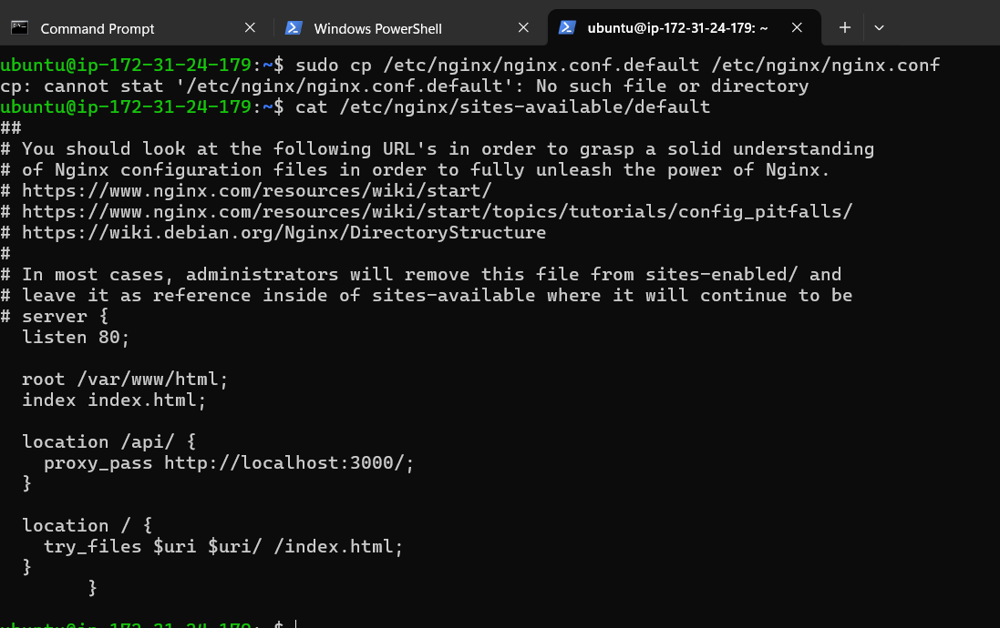 Command Prompt
Windows PowerShell
ubuntu@ip-172-31-24-179: ~
ubuntu@ip-172-31-24-179:~$ sudo cp /etc/nginx/nginx.conf.default /etc/nginx/nginx.conf
cp: cannot stat '/etc/nginx/nginx.conf.default': No such file or directory
ubuntu@ip-172-31-24-179:~$ cat /etc/nginx/sites-available/default
##
# You should look at the following URL's in order to grasp a solid understanding
# of Nginx configuration files in order to fully unleash the power of Nginx.
# https://www.nginx.com/resources/wiki/start/
# https://www.nginx.com/resources/wiki/start/topics/tutorials/config_pitfalls/
# https://wiki.debian.org/Nginx/DirectoryStructure
#
# In most cases, administrators will remove this file from sites-enabled/ and
# leave it as reference inside of sites-available where it will continue to be
# server {
  listen 80;

  root /var/www/html;
  index index.html;

  location /api/ {
    proxy_pass http://localhost:3000/;
  }

  location / {
    try_files $uri $uri/ /index.html;
  }
        }

ubuntu@ip-172-31-24-179:~$